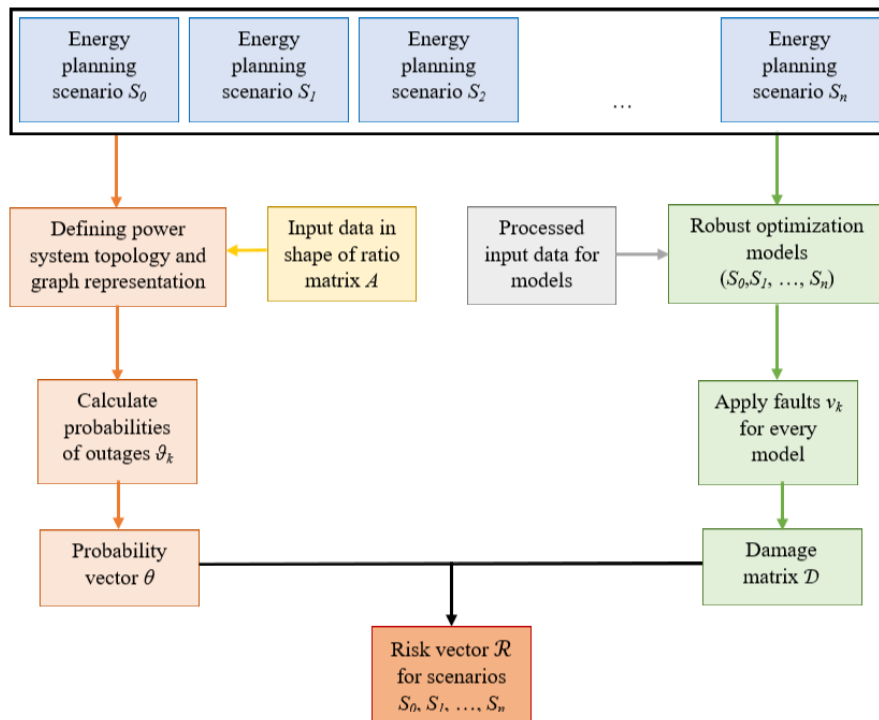 Energy
planning
scenario S₀
Energy
planning
scenario S₁
Energy
planning
scenario S₂
...
Energy
planning
scenario Sₙ
Defining power
system topology and
graph representation
Input data in
shape of ratio
matrix A
Processed
input data for
models
Robust optimization
models
(S₀,S₁, …, Sₙ)
Calculate
probabilities
of outages ϑₖ
Apply faults vₖ
for every
model
Probability
vector θ
Damage
matrix 𝒟
Risk vector ℛ
for scenarios
S₀, S₁, …, Sₙ